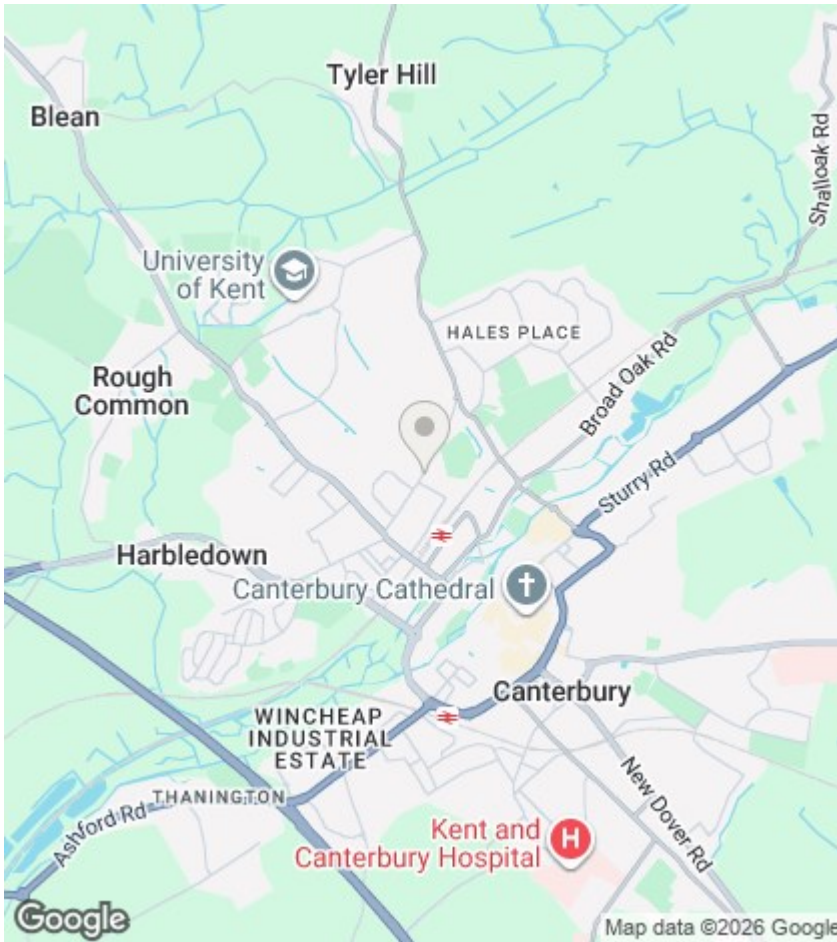 Tyler Hill
Blean
Shalloak Rd
University
of Kent
HALES PLACE
Broad Oak Rd
Rough
Common
Sturry Rd
Harbledown
Canterbury Cathedral
Canterbury
WINCHEAP
INDUSTRIAL
ESTATE
THANINGTON
Ashford Rd
New Dover Rd
Kent and
Canterbury Hospital
H
Google
Map data ©2026 Google